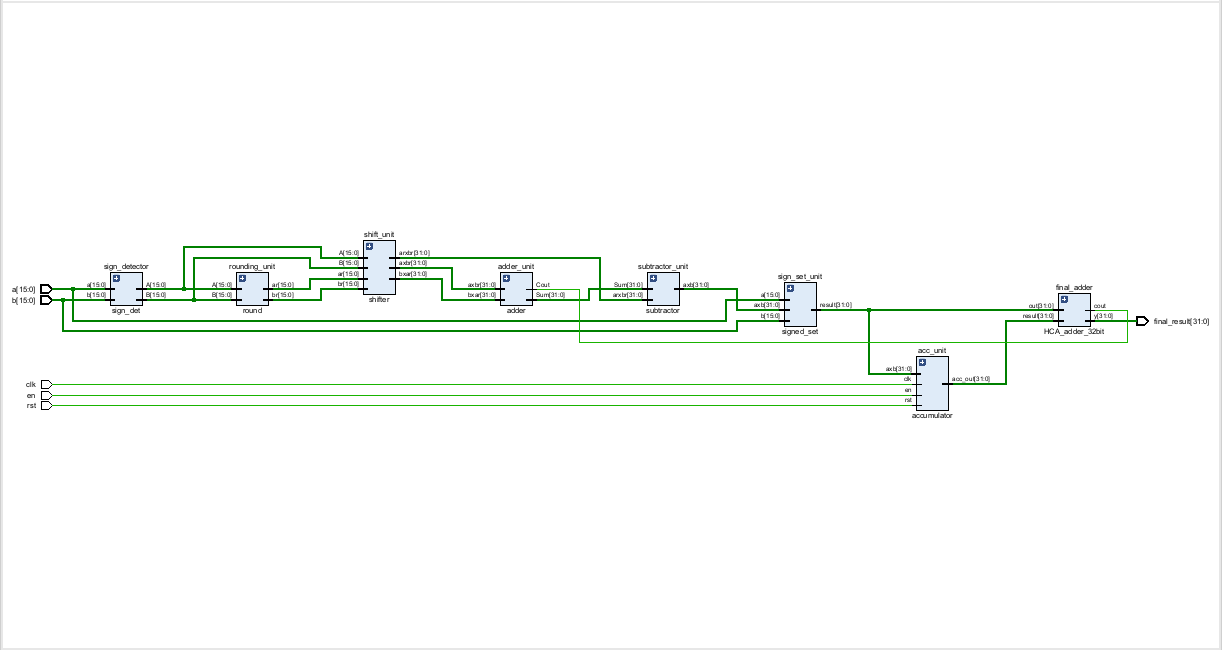 shift_unit
A[15:0]
B[15:0]
ar[15:0]
br[15:0]
arxbr[31:0]
axbr[31:0]
bxar[31:0]
shifter
sign_detector
a[15:0]
b[15:0]
A[15:0]
B[15:0]
sign_det
rounding_unit
A[15:0]
B[15:0]
ar[15:0]
br[15:0]
round
adder_unit
axbr[31:0]
bxar[31:0]
Cout
Sum[31:0]
adder
subtractor_unit
Sum[31:0]
arxbr[31:0]
axb[31:0]
subtractor
sign_set_unit
a[15:0]
axb[31:0]
b[15:0]
result[31:0]
signed_set
final_adder
out[31:0]
result[31:0]
cout
y[31:0]
HCA_adder_32bit
a[15:0]
b[15:0]
final_result[31:0]
acc_unit
axb[31:0]
clk
en
rst
acc_out[31:0]
accumulator
clk
en
rst